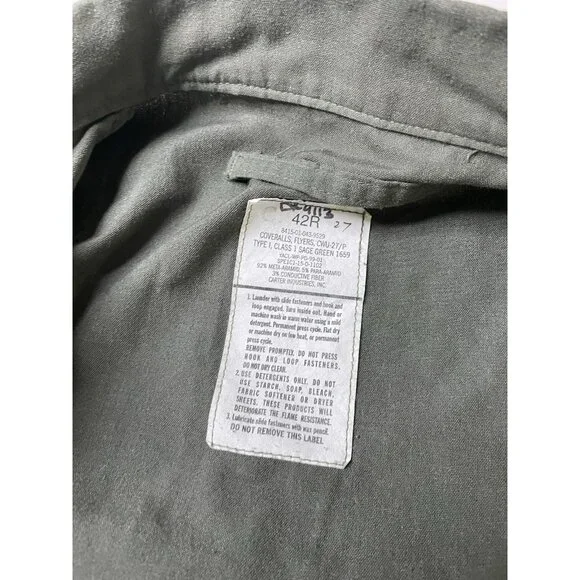 42R 27
COVERALLS, FLYERS, CWU-27/P
TYPE I, CLASS 1 SAGE GREEN 1659
92% META-ARAMID, 5% PARA-ARAMID
3% CONDUCTIVE FIBER
CARTER INDUSTRIES, INC.
1. Launder with slide fasteners and hook and
loop engaged. Turn inside out. Hand or
machine wash in warm water using a mild
detergent. Permanent press cycle. Flat dry
or machine dry on low heat, or permanent
press cycle.
REMOVE PROMPTLY. DO NOT PRESS
HOOK AND LOOP FASTENERS.
DO NOT DRY CLEAN.
2. USE DETERGENTS ONLY. DO NOT
USE STARCH, SOAP, BLEACH,
FABRIC SOFTENER OR DRYER
SHEETS. THESE PRODUCTS WILL
DETERIORATE THE FLAME RESISTANCE.
3. Lubricate slide fasteners with wax pencil.
DO NOT REMOVE THIS LABEL